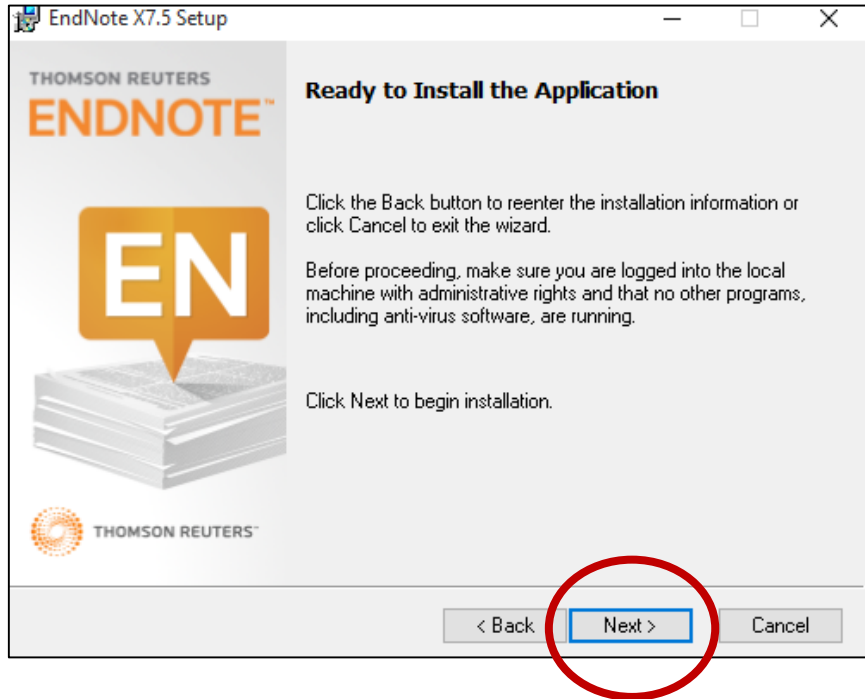 EndNote X7.5 Setup
THOMSON REUTERS
ENDNOTE™
EN
THOMSON REUTERS™
Ready to Install the Application
Click the Back button to reenter the installation information or
click Cancel to exit the wizard.
Before proceeding, make sure you are logged into the local
machine with administrative rights and that no other programs,
including anti-virus software, are running.
Click Next to begin installation.
< Back
Next >
Cancel